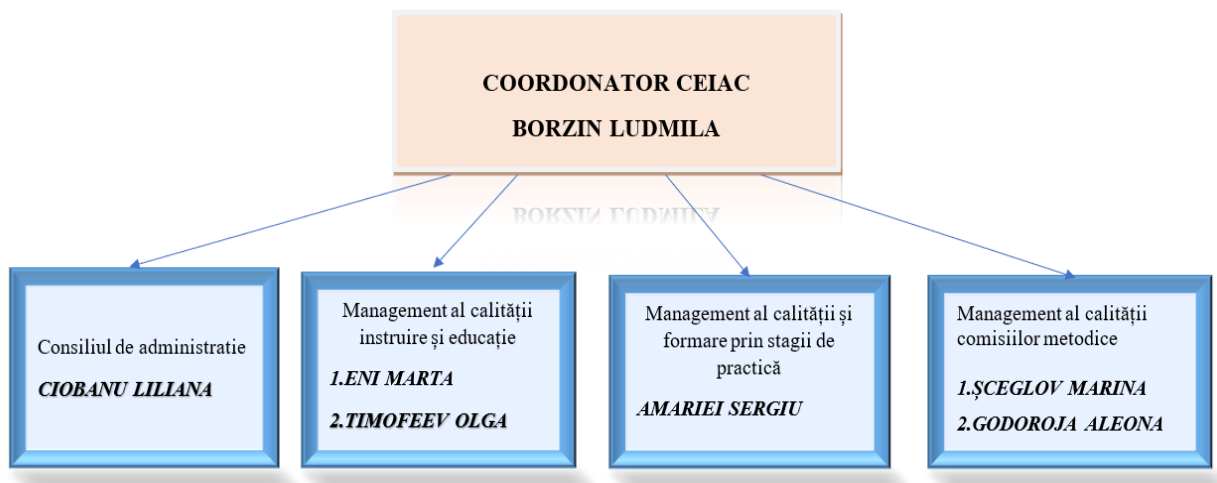 COORDONATOR CEIAC
BORZIN LUDMILA
Consiliul de administratie
CIOBANU LILIANA
Management al calității
instruire și educație
1.ENI MARTA
2.TIMOFEEV OLGA
Management al calității și
formare prin stagii de
practică
AMARIEI SERGIU
Management al calității
comisiilor metodice
1.ȘCEGLOV MARINA
2.GODOROJA ALEONA